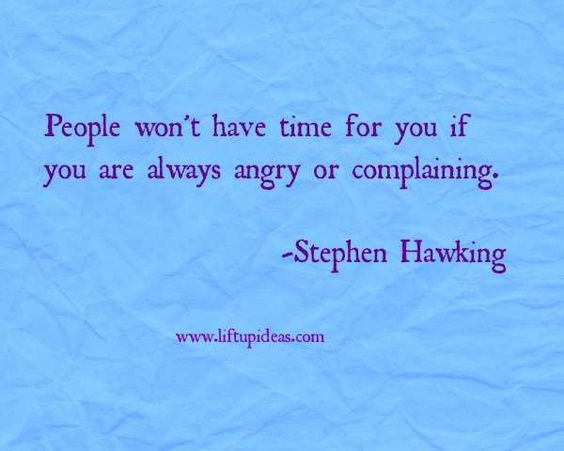 People won't have time for you if
you are always angry or complaining.
-Stephen Hawking
www.liftupideas.com